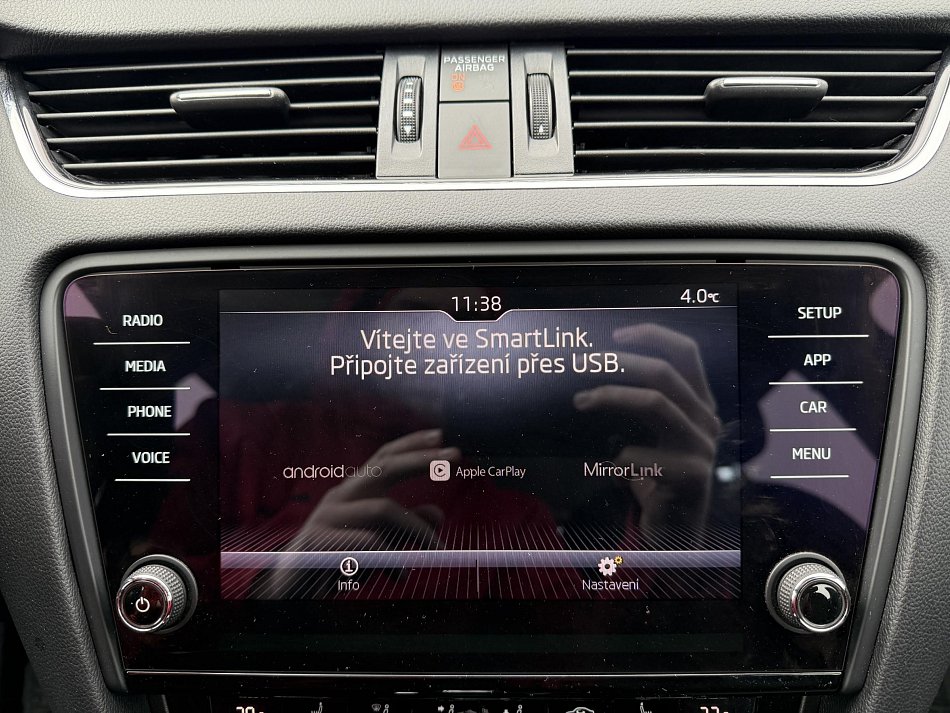 PASSENGER
AIRBAG
ON
11:38
4.0°C
Vítejte ve SmartLink.
Připojte zařízení přes USB.
RADIO
MEDIA
PHONE
VOICE
SETUP
APP
CAR
MENU
androidauto
Apple CarPlay
MirrorLink
Info
Nastavení